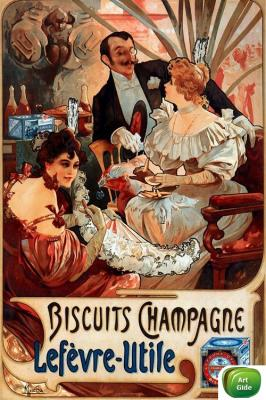 BISCUITS CHAMPAGNE
Lefèvre-Utile
Art
Gide